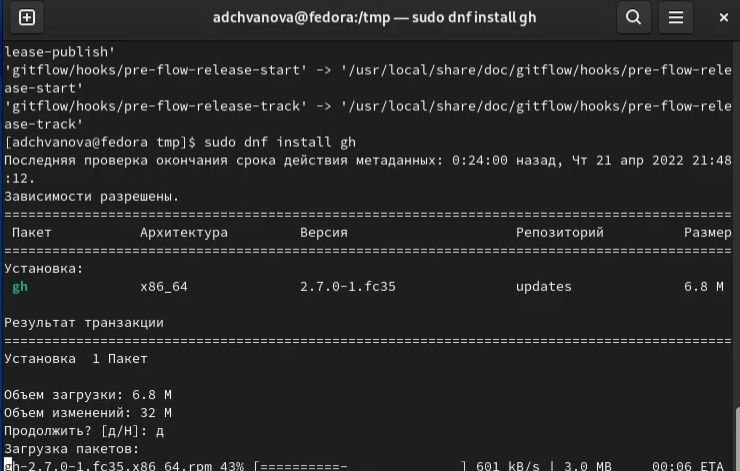 adchvanova@fedora:/tmp — sudo dnf install gh
lease-publish'
'gitflow/hooks/pre-flow-release-start' -> '/usr/local/share/doc/gitflow/hooks/pre-flow-rele
ase-start'
'gitflow/hooks/pre-flow-release-track' -> '/usr/local/share/doc/gitflow/hooks/pre-flow-rele
ase-track'
[adchvanova@fedora tmp]$ sudo dnf install gh
Последняя проверка окончания срока действия метаданных: 0:24:00 назад, Чт 21 апр 2022 21:48
:12.
Зависимости разрешены.
================================================================================
Пакет Архитектура Версия Репозиторий Размер
================================================================================
Установка:
gh x86_64 2.7.0-1.fc35 updates 6.8 M
Результат транзакции
================================================================================
Установка 1 Пакет
Объем загрузки: 6.8 M
Объем изменений: 32 M
Продолжить? [д/Н]: д
Загрузка пакетов:
gh-2.7.0-1.fc35.x86_64.rpm 43% [==========- ] 601 kB/s | 3.0 MB 00:06 ETA